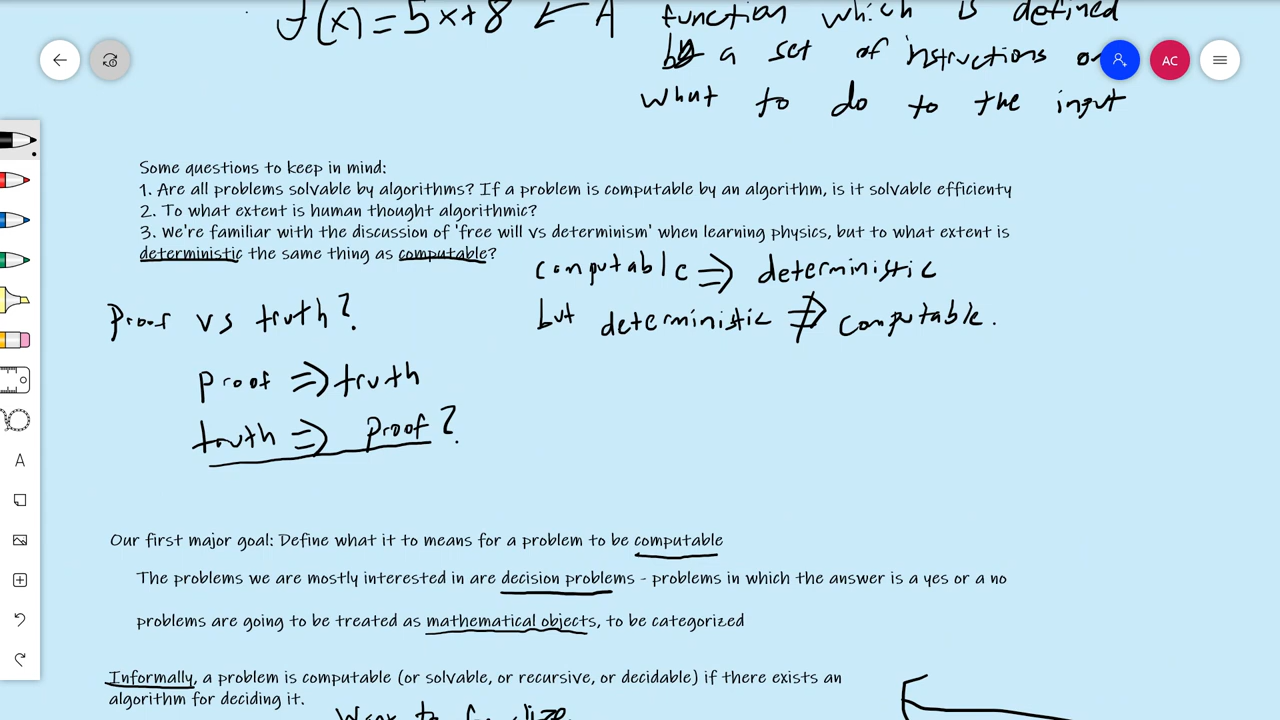 f(x) = 5x+8 ← A function which is defined
by a set of instructions on
what to do to the input
AC
Some questions to keep in mind:
1. Are all problems solvable by algorithms? If a problem is computable by an algorithm, is it solvable efficienty
2. To what extent is human thought algorithmic?
3. We're familiar with the discussion of 'free will vs determinism' when learning physics, but to what extent is
deterministic the same thing as computable?
computable ⇒ deterministic
but deterministic ⇏ computable.
Proof vs truth?
proof ⇒ truth
truth ⇒ proof?
A
Our first major goal: Define what it to means for a problem to be computable
The problems we are mostly interested in are decision problems - problems in which the answer is a yes or a no
problems are going to be treated as mathematical objects, to be categorized
Informally, a problem is computable (or solvable, or recursive, or decidable) if there exists an
algorithm for deciding it.
Want to